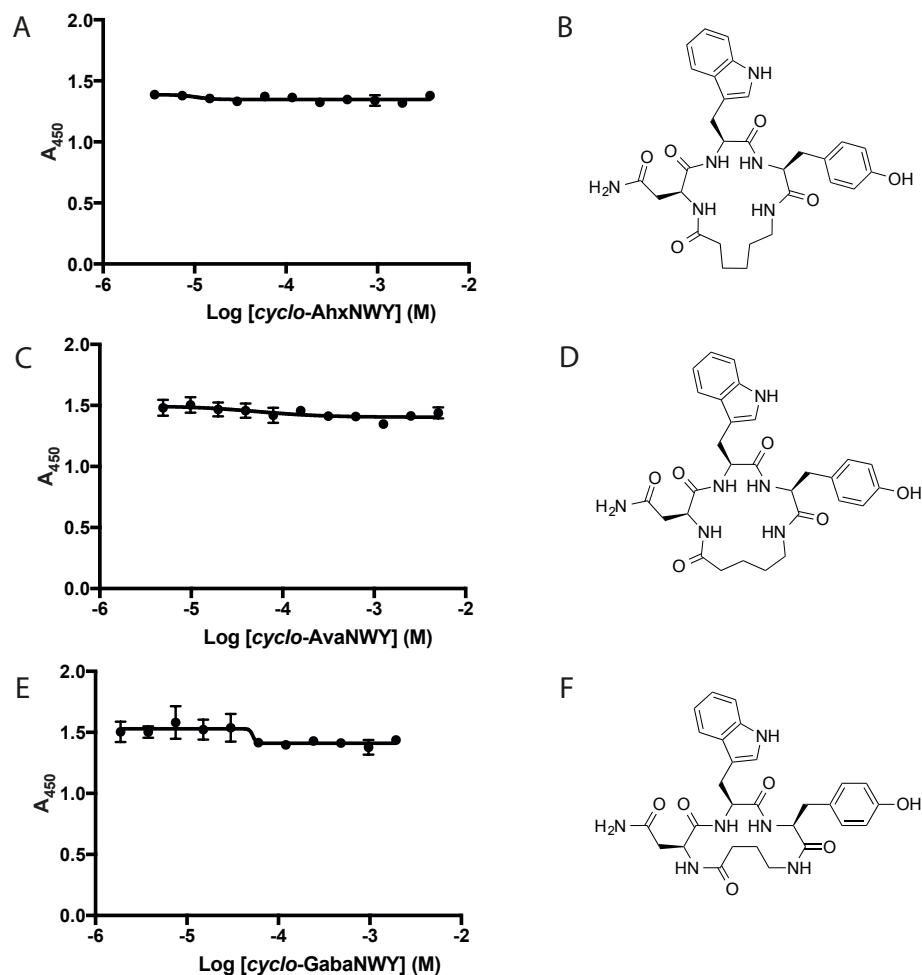 A
2.0
1.5
1.0
0.5
0.0
A450
-6
-5
-4
-3
-2
Log [cyclo-AhxNWY] (M)
B
NH
O
O
O
NH
HN
OH
H2N
NH
HN
O
O
C
2.0
1.5
1.0
0.5
0.0
A450
-6
-5
-4
-3
-2
Log [cyclo-AvaNWY] (M)
D
NH
O
O
O
NH
HN
OH
H2N
NH
HN
O
O
E
2.0
1.5
1.0
0.5
0.0
A450
-6
-5
-4
-3
-2
Log [cyclo-GabaNWY] (M)
F
NH
O
O
O
OH
H2N
NH
HN
O
NH
NH
O